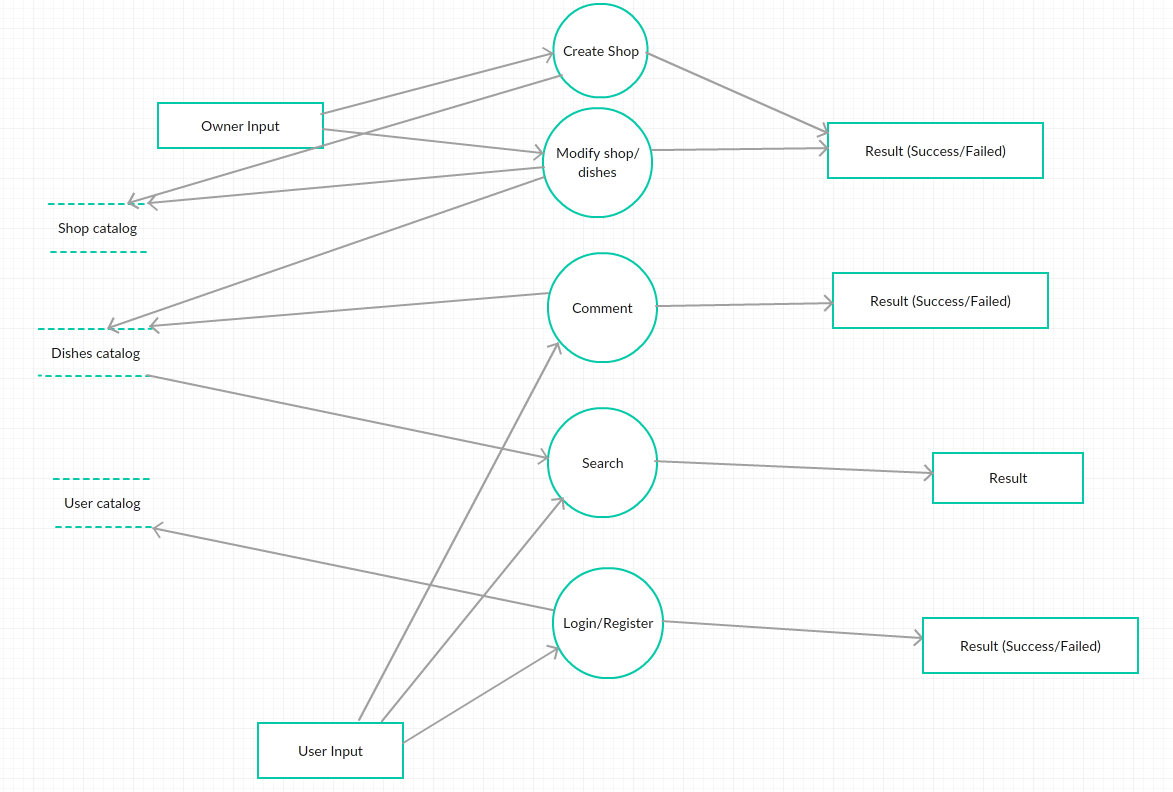 Create Shop
Owner Input
Modify shop/
dishes
Result (Success/Failed)
Shop catalog
Comment
Result (Success/Failed)
Dishes catalog
Search
Result
User catalog
Login/Register
Result (Success/Failed)
User Input